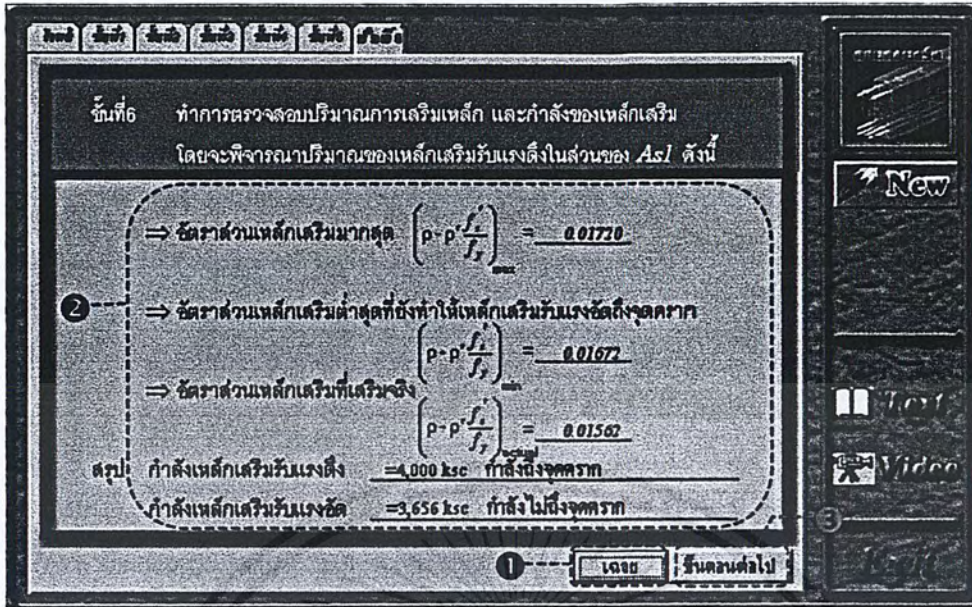 ขั้นที่6 ทำการตรวจสอบปริมาณการเสริมเหล็ก และกำลังของเหล็กเสริม
โดยจะพิจารณาปริมาณของเหล็กเสริมรับแรงดึงในส่วนของ As1 ดังนี้
⇒ อัตราส่วนเหล็กเสริมมากสุด (ρ-ρ' f's/fy)max = 0.01720
⇒ อัตราส่วนเหล็กเสริมต่ำสุดที่ยังทำให้เหล็กเสริมรับแรงอัดถึงจุดคราก
(ρ-ρ' f's/fy)min = 0.01672
⇒ อัตราส่วนเหล็กเสริมที่เสริมจริง
(ρ-ρ' f's/fy)actual = 0.01562
สรุป กำลังเหล็กเสริมรับแรงดึง =4,000 ksc กำลังถึงจุดคราก
กำลังเหล็กเสริมรับแรงอัด =3,656 ksc กำลังไม่ถึงจุดคราก
❷
❶
เฉลย
ขั้นตอนต่อไป
New
Text
Video
❸
Exit